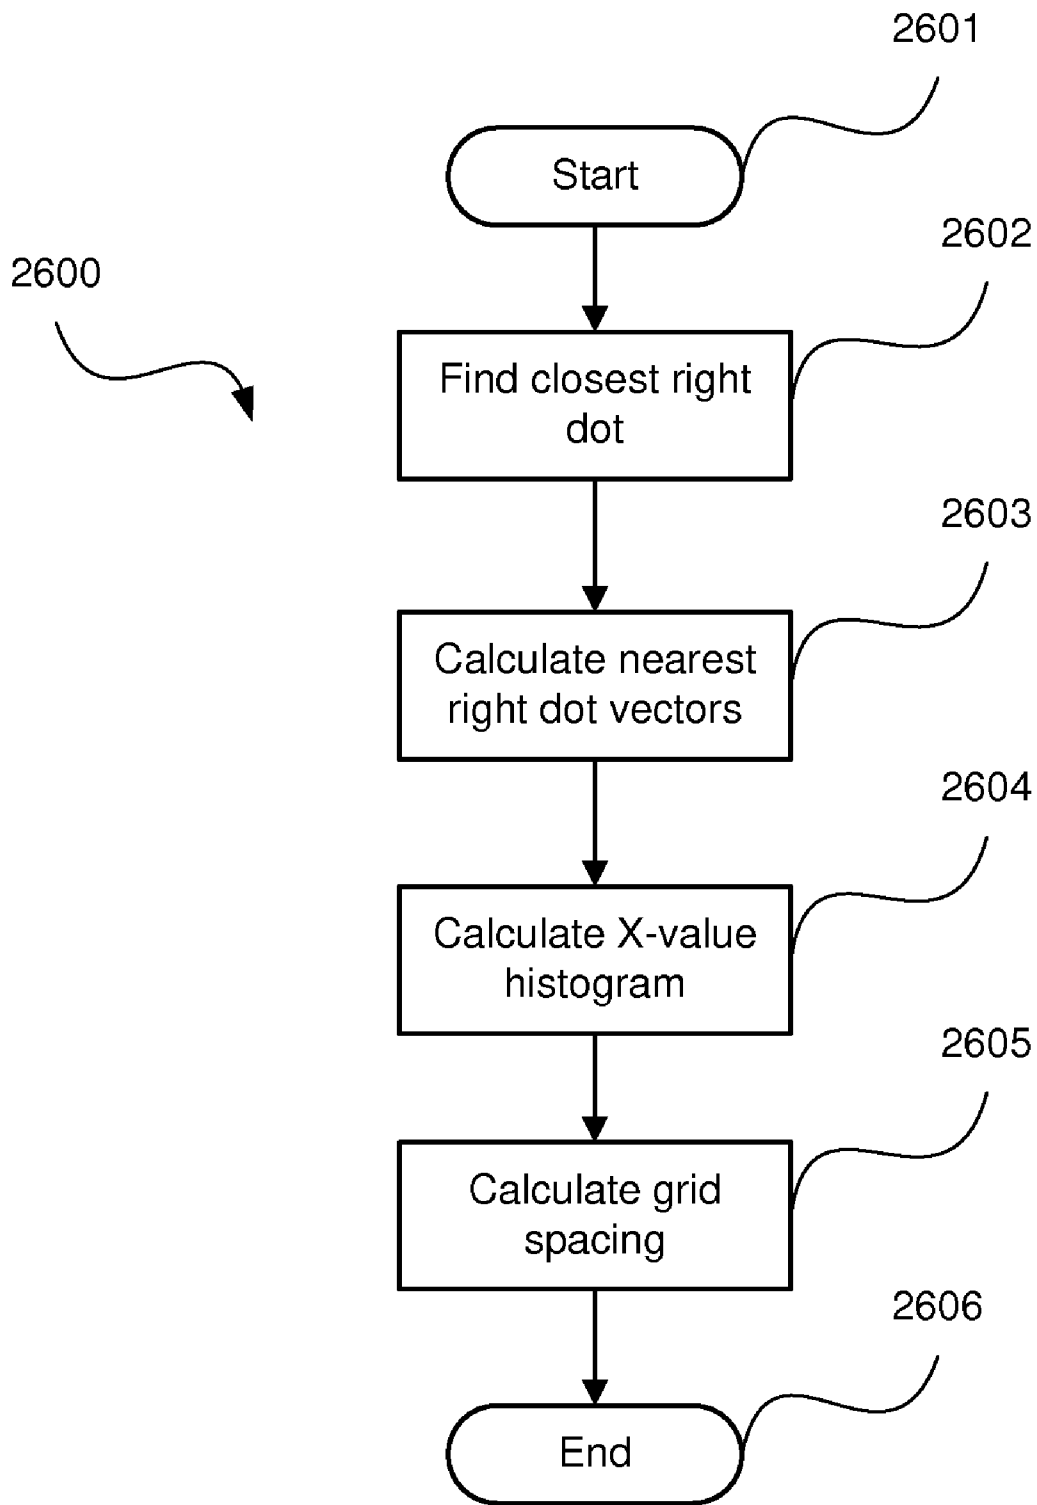 2601
Start
2602
2600
Find closest right
dot
2603
Calculate nearest
right dot vectors
2604
Calculate X-value
histogram
2605
Calculate grid
spacing
2606
End